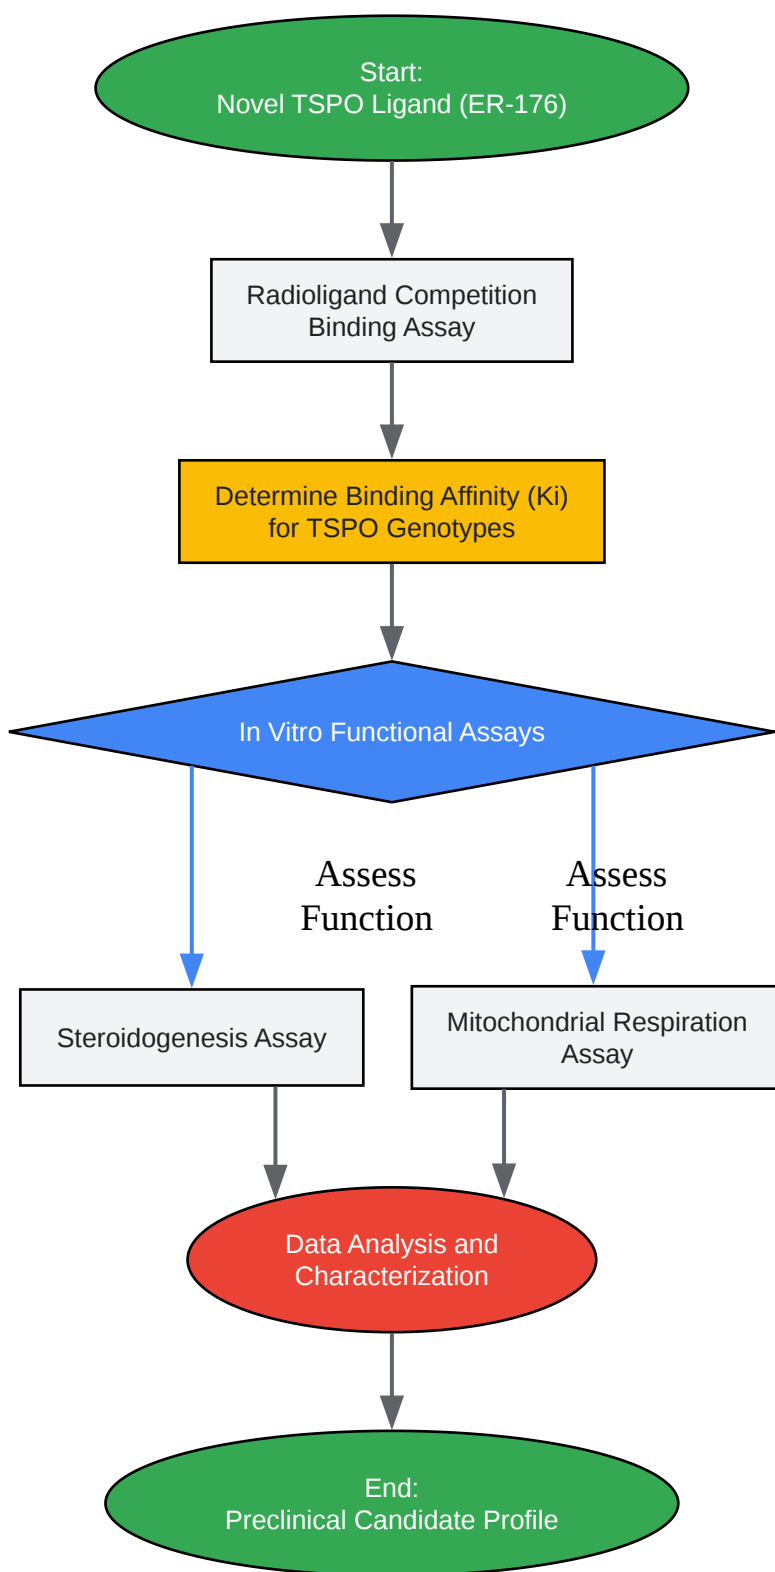 Start:
Novel TSPO Ligand (ER-176)
Radioligand Competition
Binding Assay
Determine Binding Affinity (Ki)
for TSPO Genotypes
In Vitro Functional Assays
Assess
Function
Assess
Function
Steroidogenesis Assay
Mitochondrial Respiration
Assay
Data Analysis and
Characterization
End:
Preclinical Candidate Profile